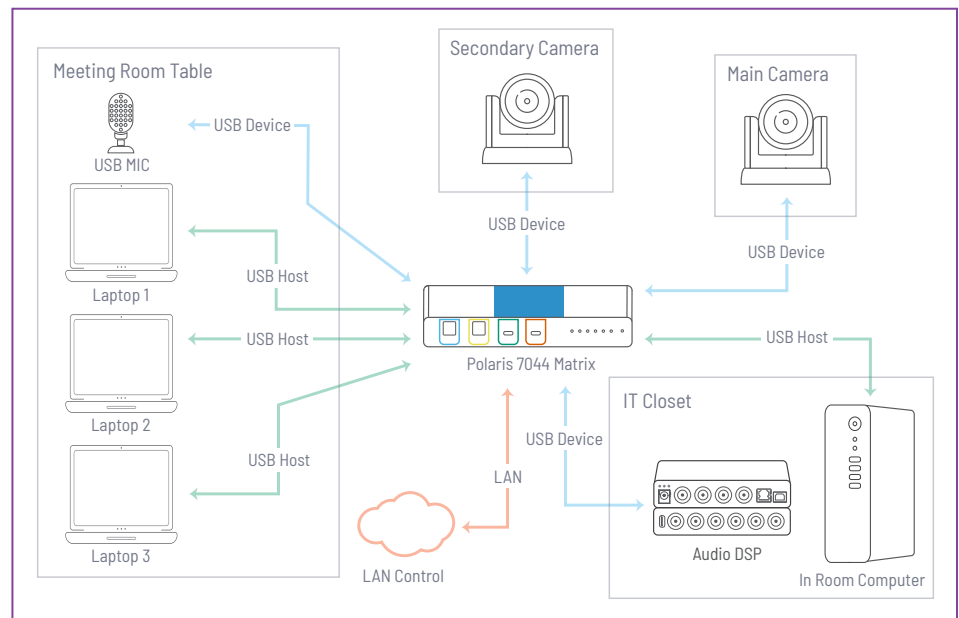 Meeting Room Table
USB MIC
USB Device
Laptop 1
USB Host
Laptop 2
USB Host
Laptop 3
USB Host
Secondary Camera
USB Device
Main Camera
USB Device
Polaris 7044 Matrix
USB Host
LAN
LAN Control
USB Device
IT Closet
Audio DSP
In Room Computer